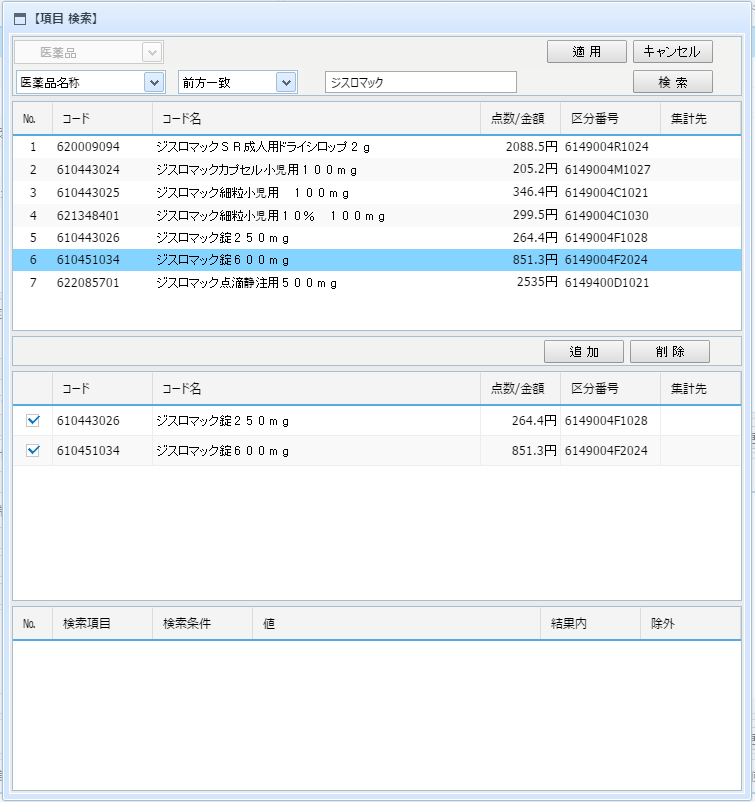 【項目 検索】
医薬品 適 用 キャンセル
医薬品名称 前方一致 ジスロマック 検 索
No. コード コード名 点数/金額 区分番号 集計先
1 620009094 ジスロマックＳＲ成人用ドライシロップ２ｇ 2088.5円 6149004R1024
2 610443024 ジスロマックカプセル小児用１００ｍｇ 205.2円 6149004M1027
3 610443025 ジスロマック細粒小児用　１００ｍｇ 346.4円 6149004C1021
4 621348401 ジスロマック細粒小児用１０％　１００ｍｇ 299.5円 6149004C1030
5 610443026 ジスロマック錠２５０ｍｇ 264.4円 6149004F1028
6 610451034 ジスロマック錠６００ｍｇ 851.3円 6149004F2024
7 622085701 ジスロマック点滴静注用５００ｍｇ 2535円 6149400D1021
追 加 削 除
コード コード名 点数/金額 区分番号 集計先
610443026 ジスロマック錠２５０ｍｇ 264.4円 6149004F1028
610451034 ジスロマック錠６００ｍｇ 851.3円 6149004F2024
No. 検索項目 検索条件 値 結果内 除外